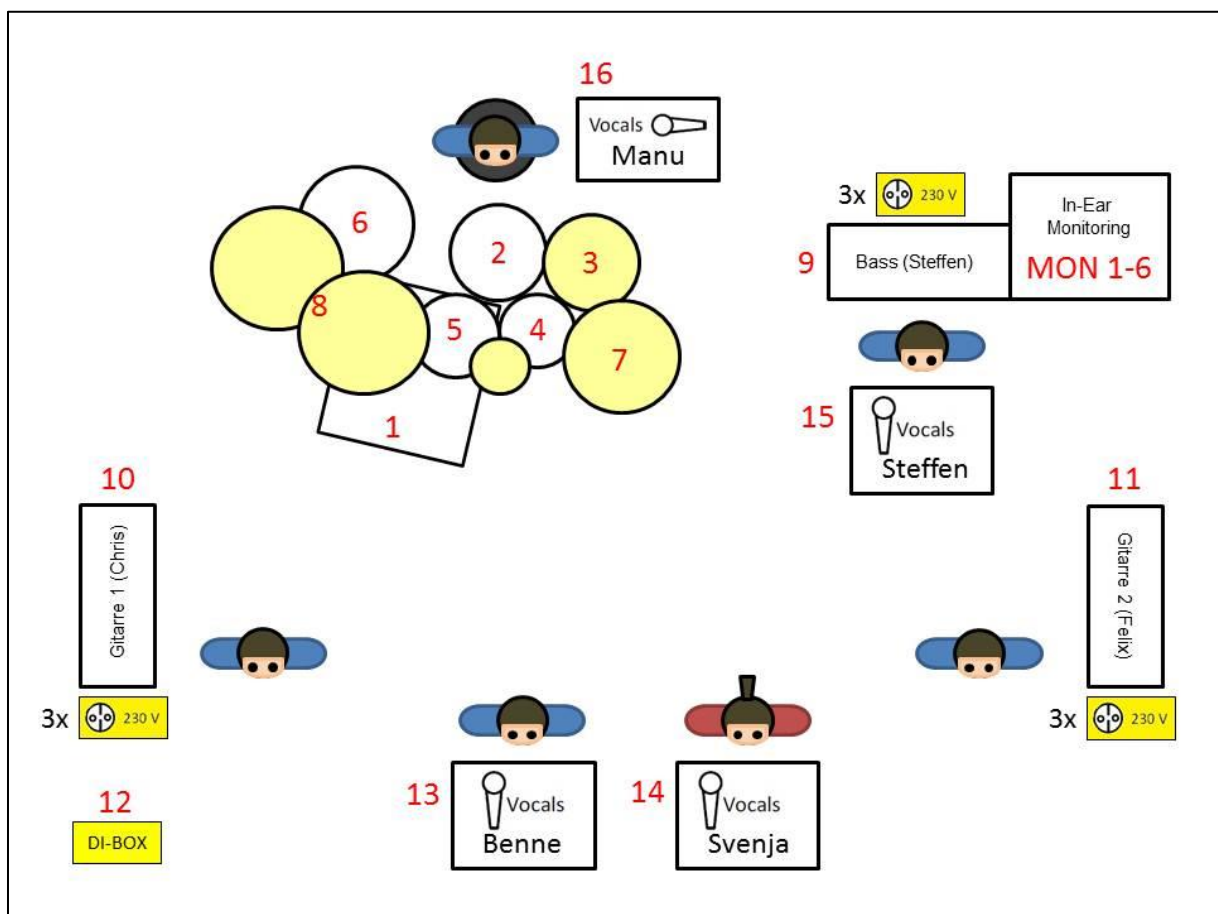 16
Vocals
Manu
3x 230 V
In-Ear
Monitoring
MON 1-6
9
Bass (Steffen)
6
2
3
8
5
4
7
1
15
Vocals
Steffen
10
Gitarre 1 (Chris)
3x 230 V
11
Gitarre 2 (Felix)
3x 230 V
12
DI-BOX
13
Vocals
Benne
14
Vocals
Svenja